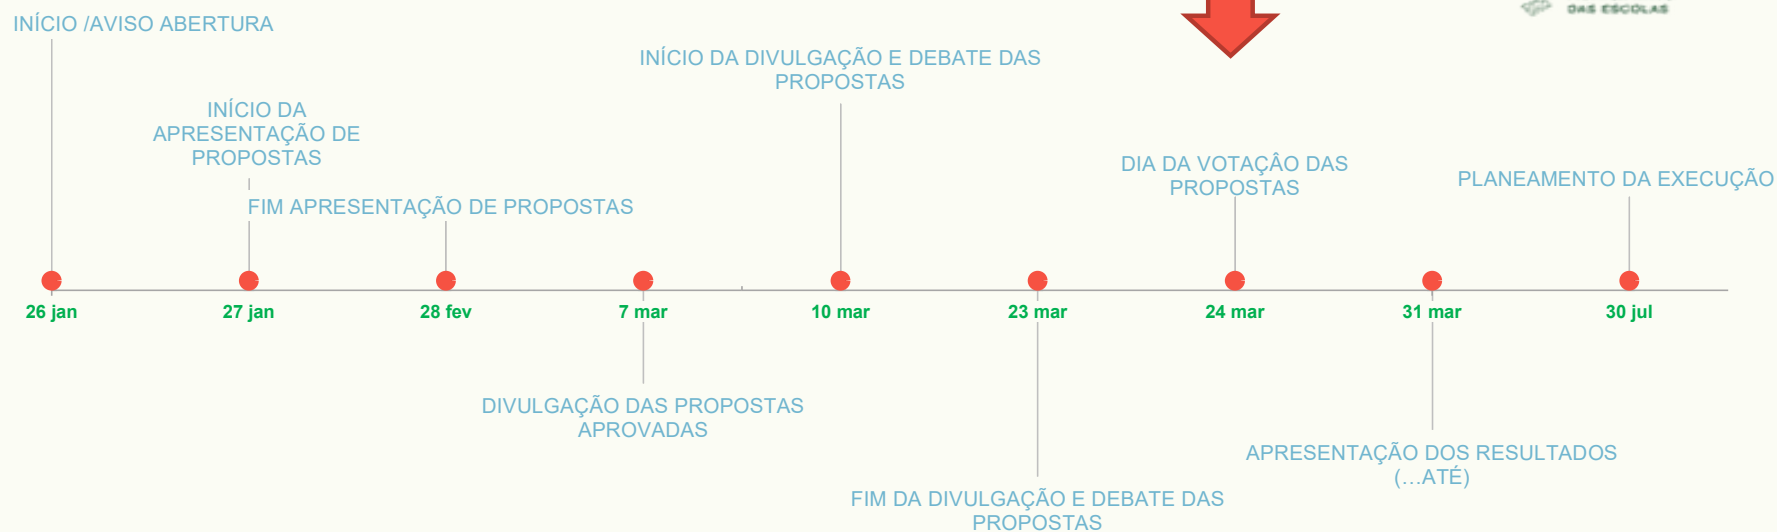 DAS ESCOLAS
INÍCIO /AVISO ABERTURA
INÍCIO DA DIVULGAÇÃO E DEBATE DAS
PROPOSTAS
INÍCIO DA
APRESENTAÇÃO DE
PROPOSTAS
DIA DA VOTAÇÂO DAS
PROPOSTAS
PLANEAMENTO DA EXECUÇÃO
FIM APRESENTAÇÃO DE PROPOSTAS
26 jan
27 jan
28 fev
7 mar
10 mar
23 mar
24 mar
31 mar
30 jul
DIVULGAÇÃO DAS PROPOSTAS
APROVADAS
APRESENTAÇÃO DOS RESULTADOS
(…ATÉ)
FIM DA DIVULGAÇÃO E DEBATE DAS
PROPOSTAS